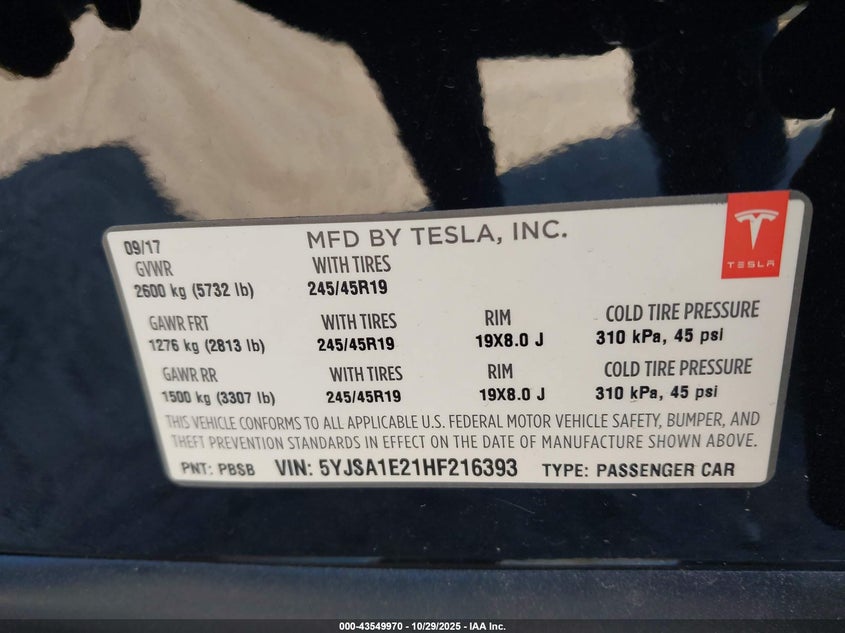 09/17 MFD BY TESLA, INC.
TESLA
GVWR WITH TIRES
2600 kg (5732 lb) 245/45R19
GAWR FRT WITH TIRES RIM COLD TIRE PRESSURE
1276 kg (2813 lb) 245/45R19 19X8.0 J 310 kPa, 45 psi
GAWR RR WITH TIRES RIM COLD TIRE PRESSURE
1500 kg (3307 lb) 245/45R19 19X8.0 J 310 kPa, 45 psi
THIS VEHICLE CONFORMS TO ALL APPLICABLE U.S. FEDERAL MOTOR VEHICLE SAFETY, BUMPER, AND
THEFT PREVENTION STANDARDS IN EFFECT ON THE DATE OF MANUFACTURE SHOWN ABOVE.
PNT: PBSB VIN: 5YJSA1E21HF216393 TYPE: PASSENGER CAR
000-43549970 | 10/29/2025 - IAA Inc.